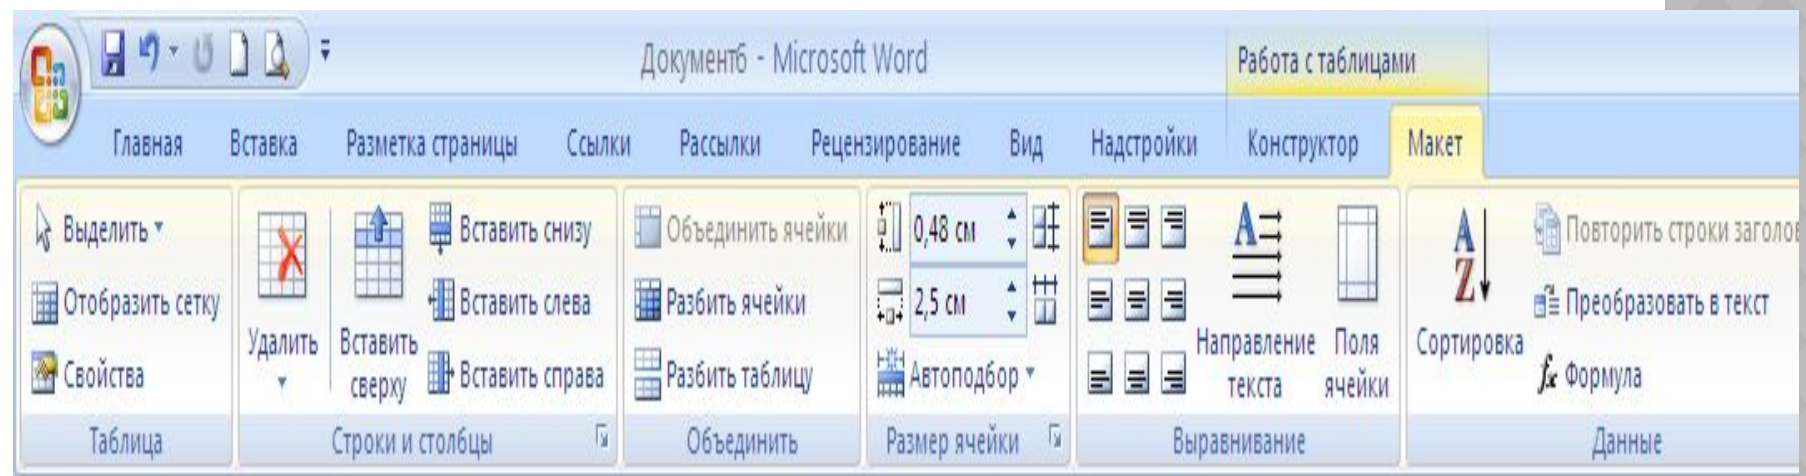 Документ6 - Microsoft Word
Работа с таблицами
Главная Вставка Разметка страницы Ссылки Рассылки Рецензирование Вид Надстройки Конструктор Макет
Выделить
Отобразить сетку
Свойства
Таблица
Удалить
Вставить
сверху
Вставить снизу
Вставить слева
Вставить справа
Строки и столбцы
Объединить ячейки
Разбить ячейки
Разбить таблицу
Объединить
0,48 см
2,5 см
Автоподбор
Размер ячейки
Направление
текста
Поля
ячейки
Выравнивание
Сортировка
Повторить строки заголов
Преобразовать в текст
fx Формула
Данные